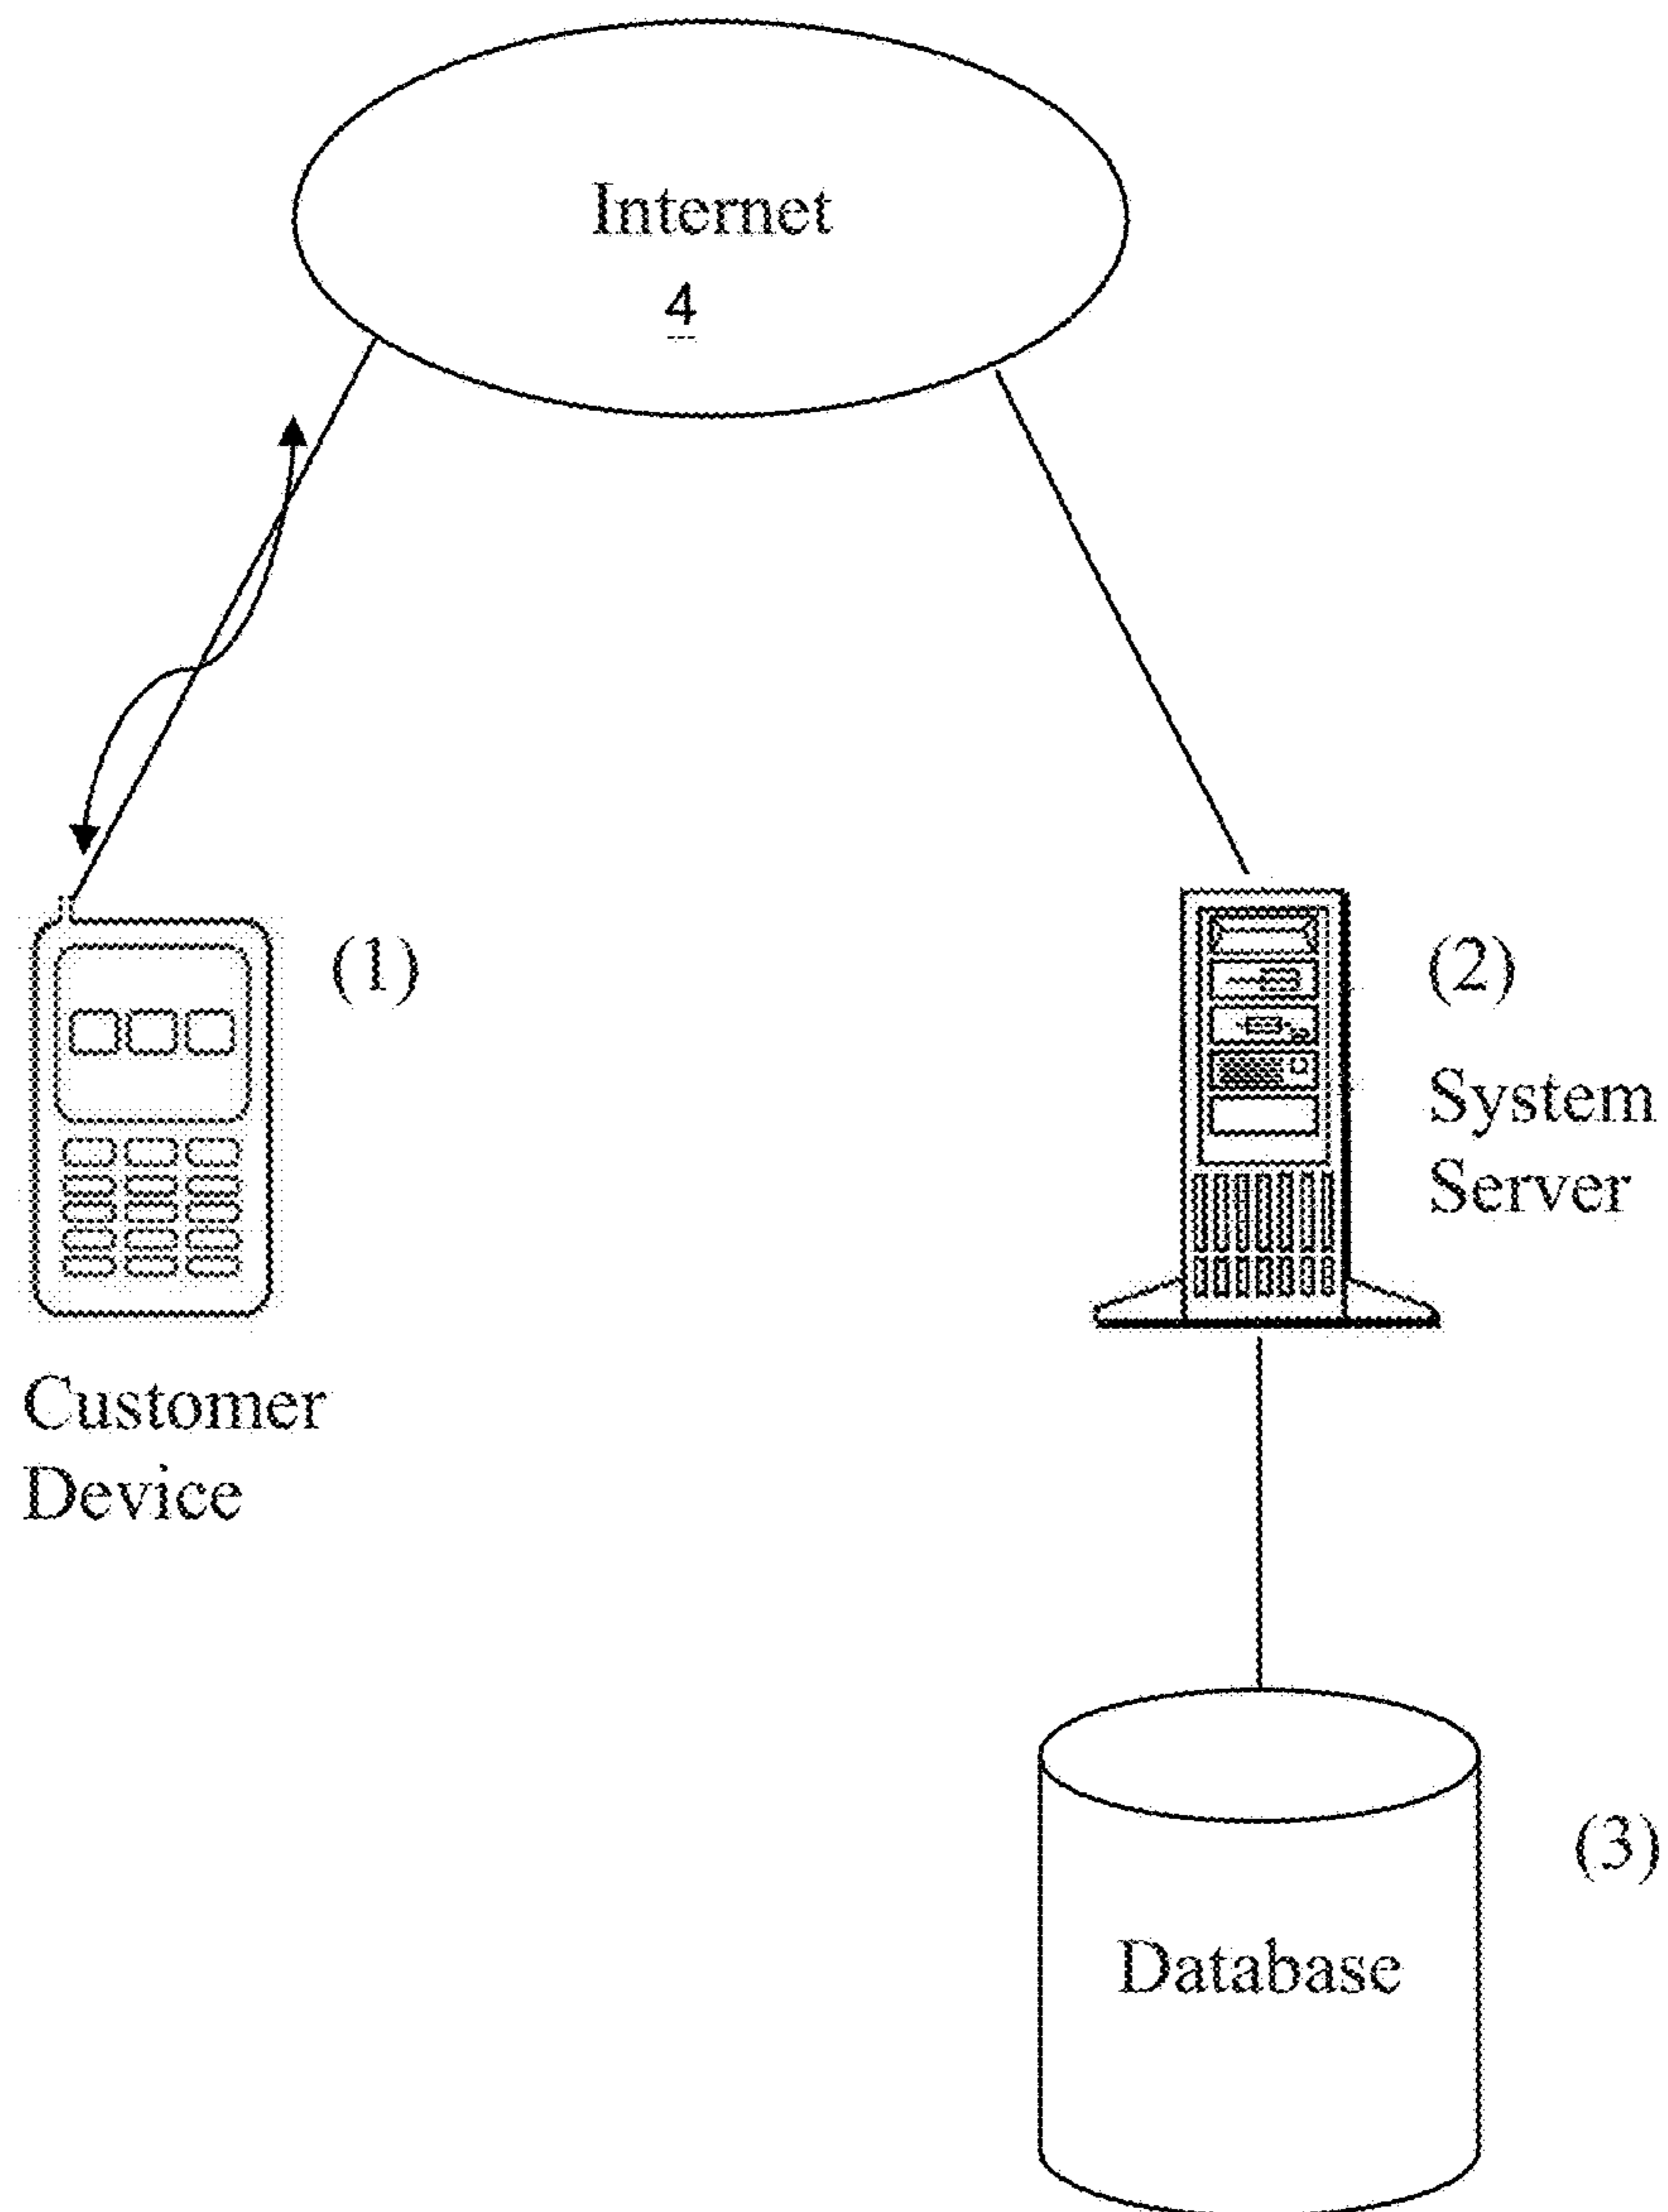 Internet
4
(1)
(2)
System
Server
Customer
Device
(3)
Database